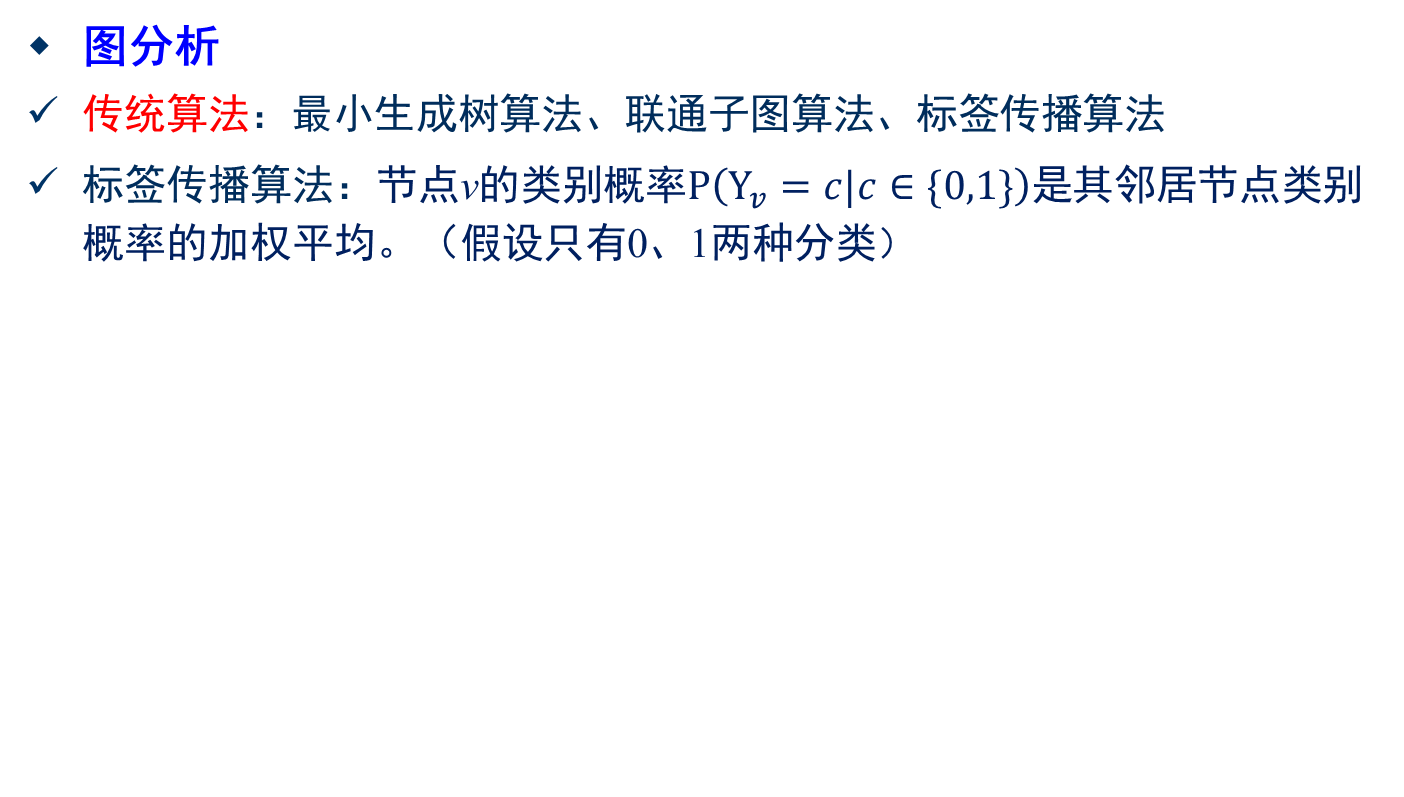 ◆ 图分析
✓ 传统算法：最小生成树算法、联通子图算法、标签传播算法
✓ 标签传播算法：节点v的类别概率P(Yᵥ = c|c ∈ {0,1})是其邻居节点类别
概率的加权平均。（假设只有0、1两种分类）